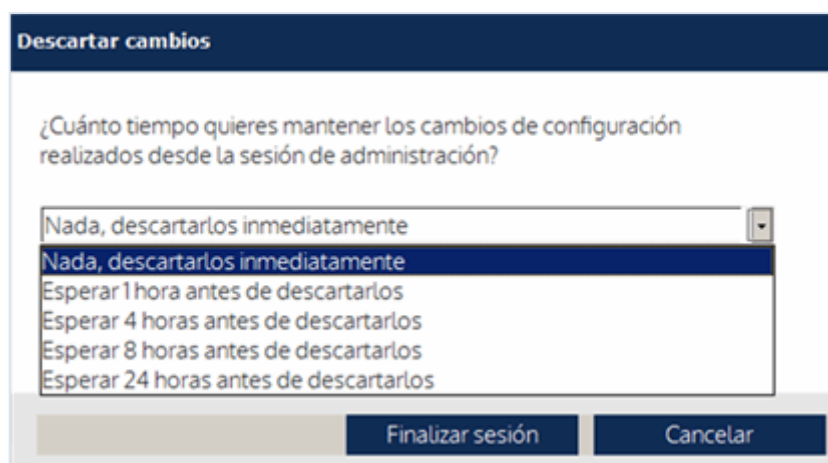 Descartar cambios
¿Cuánto tiempo quieres mantener los cambios de configuración
realizados desde la sesión de administración?
Nada, descartarlos inmediatamente
Nada, descartarlos inmediatamente
Esperar 1 hora antes de descartarlos
Esperar 4 horas antes de descartarlos
Esperar 8 horas antes de descartarlos
Esperar 24 horas antes de descartarlos
Finalizar sesión Cancelar